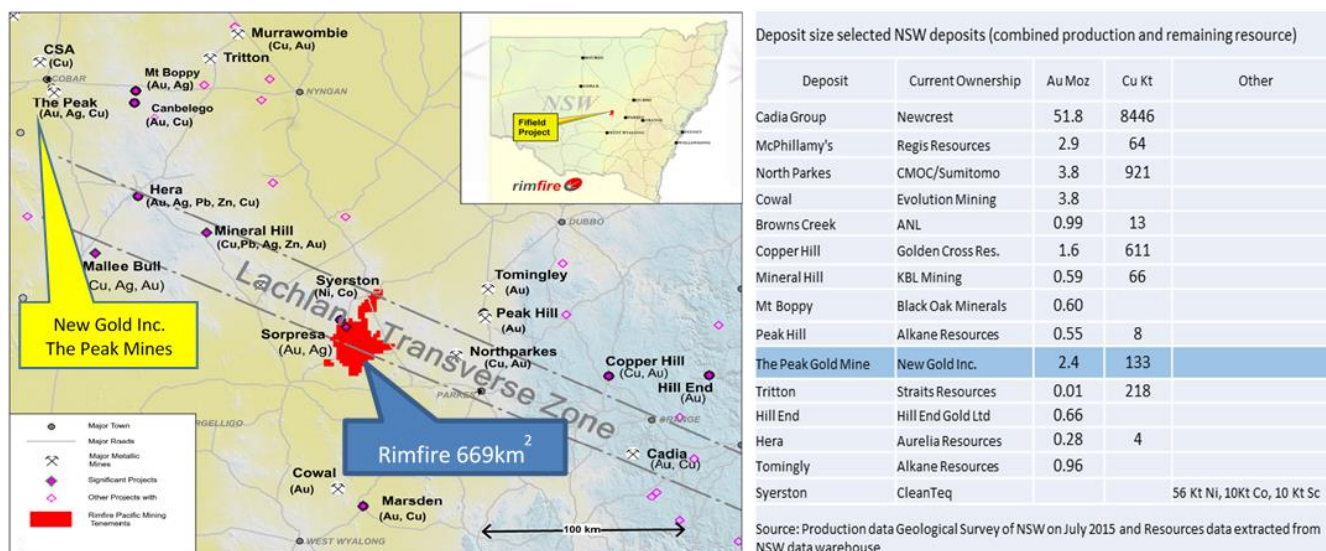 Murrawombie
(Cu, Au)
CSA
(Cu)
Tritton
COBAR
Mt Boppy
(Au, Ag)
NYNGAN
The Peak
(Au, Ag, Cu)
Canbelego
(Au, Cu)
NSW
Fifield
Project
rimfire
Hera
(Au, Ag, Pb, Zn, Cu)
DUBBO
Mineral Hill
(Cu,Pb, Ag, Zn, Au)
Mallee Bull
Cu, Ag, Au)
Lachlan Transverse Zone
Syerston
(Ni, Co)
Tomingley
(Au)
New Gold Inc.
The Peak Mines
Peak Hill
(Au)
Sorpresa
(Au, Ag)
Northparkes
(Cu, Au)
Copper Hill
(Cu, Au)
Hill End
(Au)
PARKES
ORANGE
RGELLIGO
Rimfire 669km2
Cadia
(Au, Cu)
Cowal
(Au)
Marsden
(Au, Cu)
100 km
WEST WYALONG
Major Town
Major Roads
Major Metallic
Mines
Significant Projects
Other Projects with
Rimfire Pacific Mining
Tenements
Deposit size selected NSW deposits (combined production and remaining resource)
Deposit Current Ownership Au Moz Cu Kt Other
Cadia Group Newcrest 51.8 8446
McPhillamy's Regis Resources 2.9 64
North Parkes CMOC/Sumitomo 3.8 921
Cowal Evolution Mining 3.8
Browns Creek ANL 0.99 13
Copper Hill Golden Cross Res. 1.6 611
Mineral Hill KBL Mining 0.59 66
Mt Boppy Black Oak Minerals 0.60
Peak Hill Alkane Resources 0.55 8
The Peak Gold Mine New Gold Inc. 2.4 133
Tritton Straits Resources 0.01 218
Hill End Hill End Gold Ltd 0.66
Hera Aurelia Resources 0.28 4
Tomingly Alkane Resources 0.96
Syerston CleanTeq 56 Kt Ni, 10Kt Co, 10 Kt Sc
Source: Production data Geological Survey of NSW on July 2015 and Resources data extracted from
NSW data warehouse